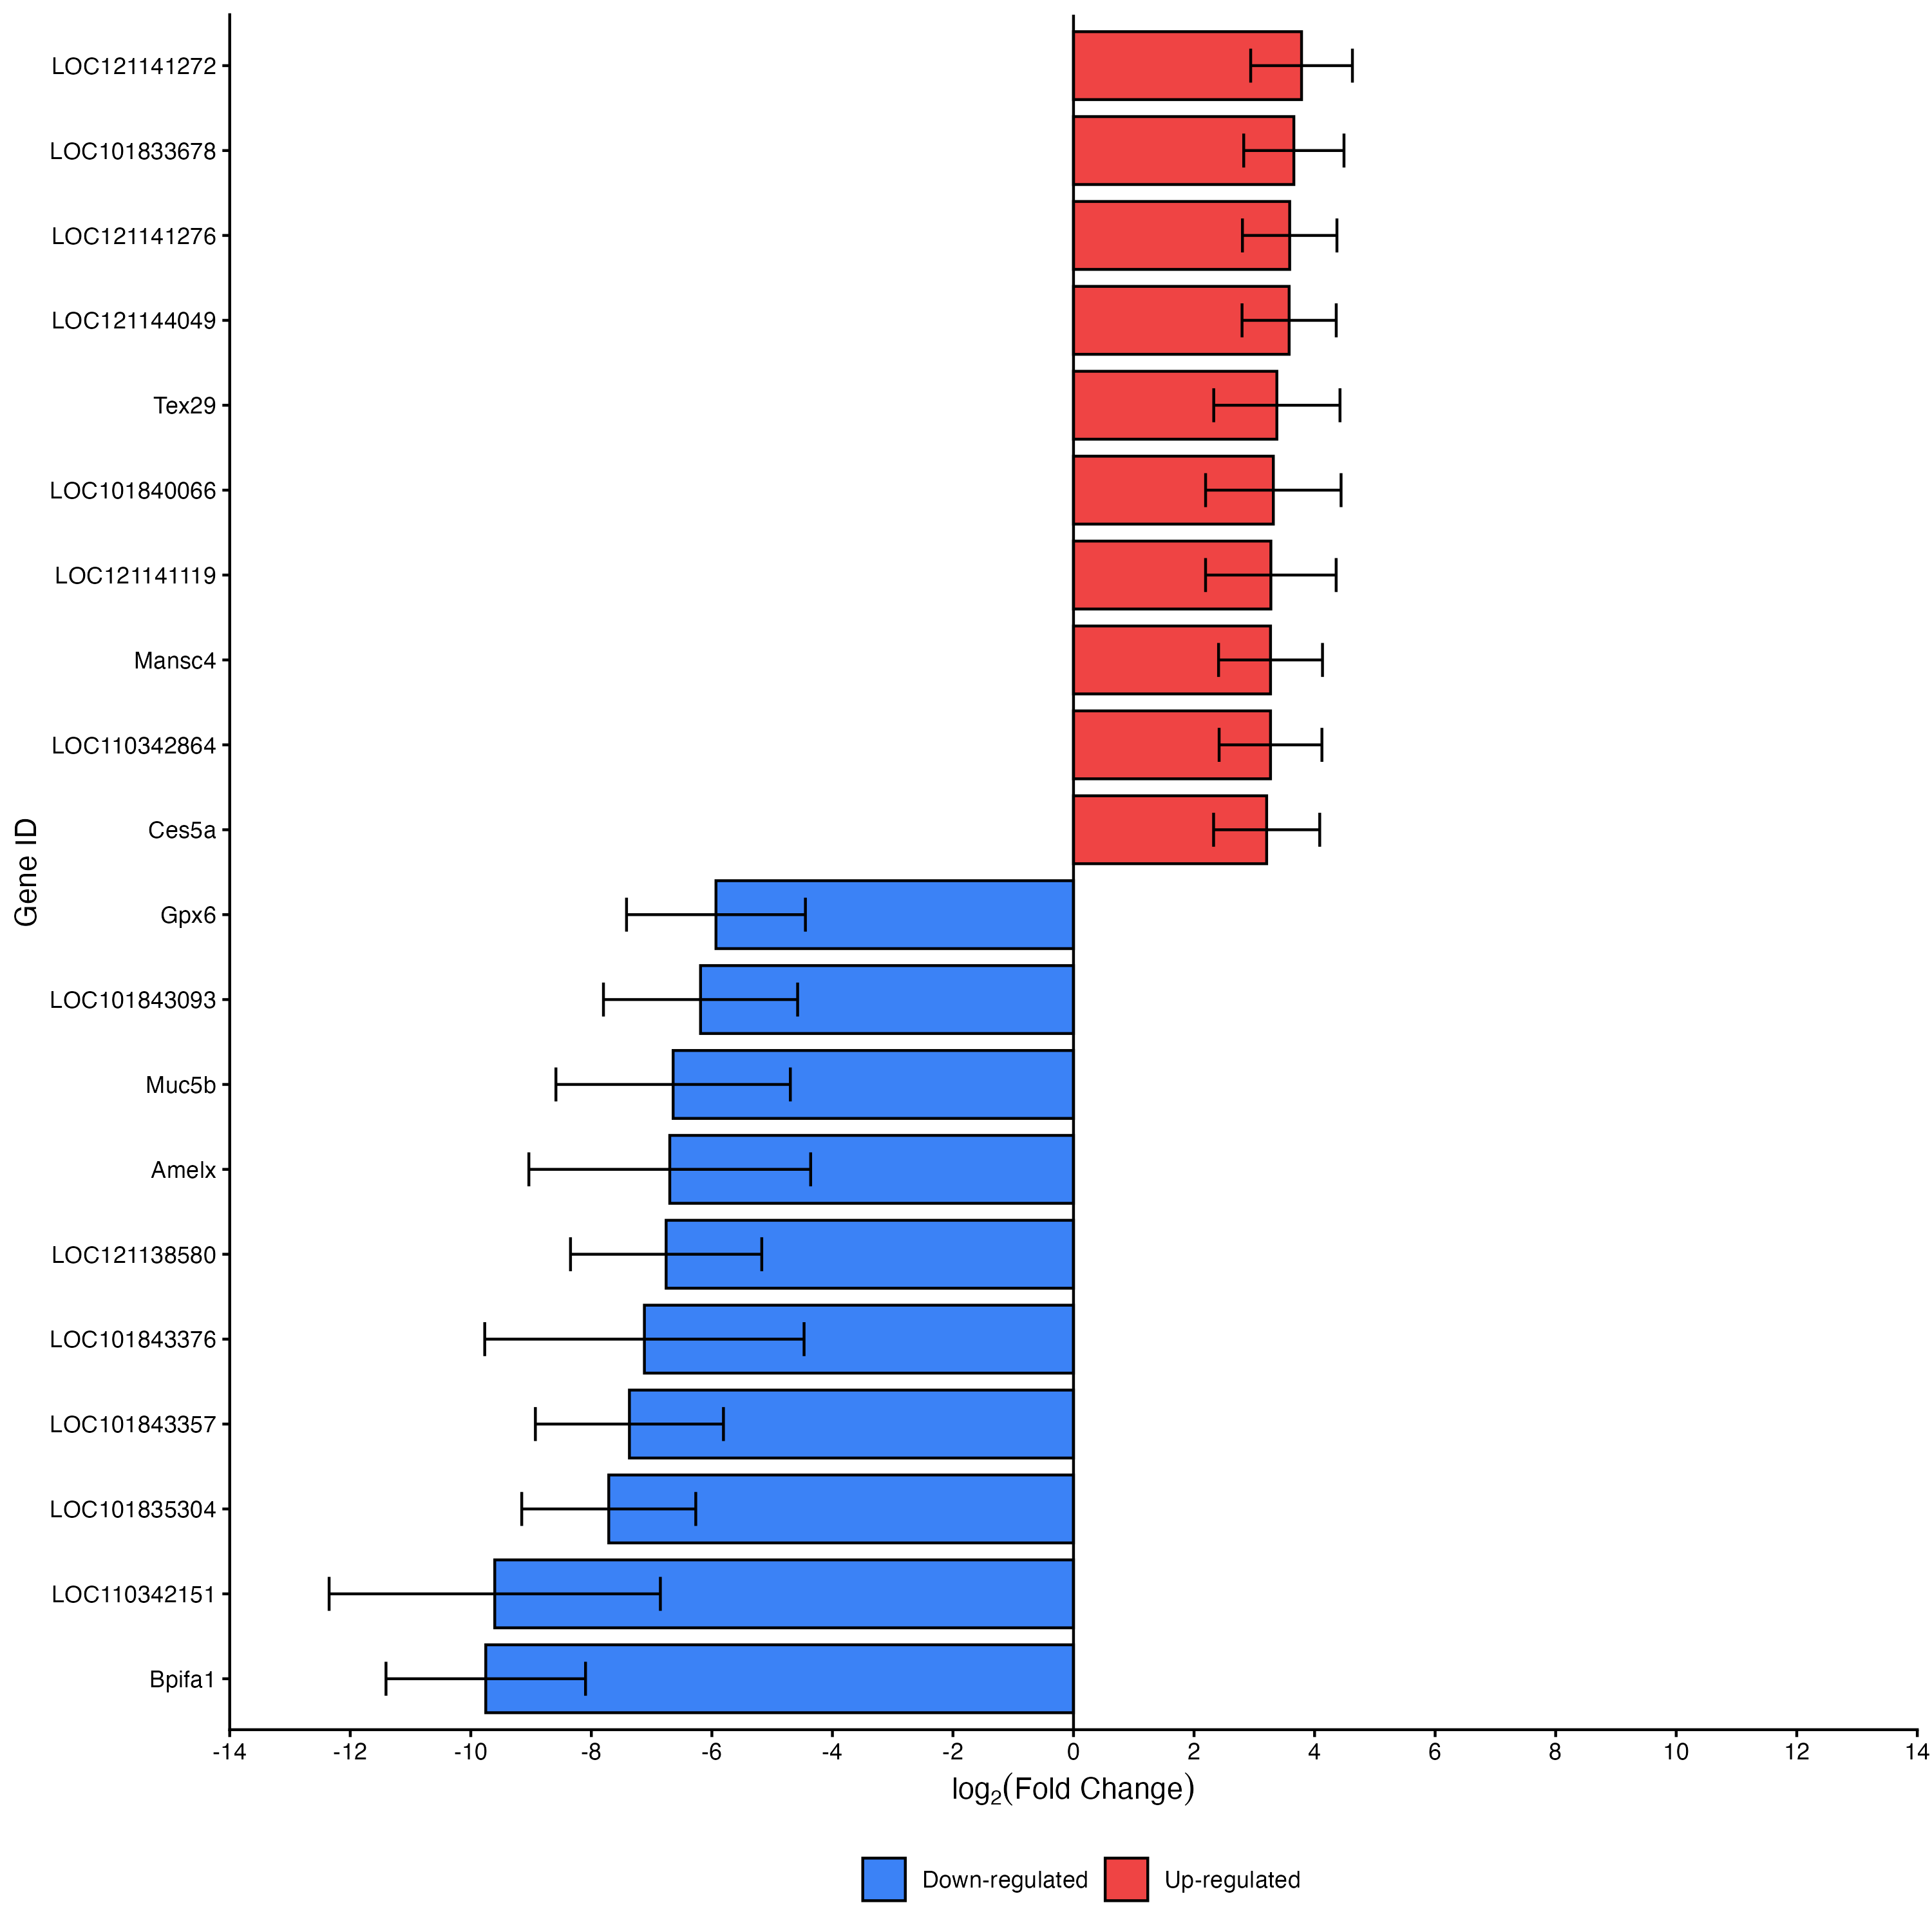 LOC121141272
LOC101833678
LOC121141276
LOC121144049
Tex29
LOC101840066
LOC121141119
Mansc4
LOC110342864
Ces5a
Gpx6
LOC101843093
Muc5b
Amelx
LOC121138580
LOC101843376
LOC101843357
LOC101835304
LOC110342151
Bpifa1
Gene ID
-14 -12 -10 -8 -6 -4 -2 0 2 4 6 8 10 12 14
log₂(Fold Change)
Down-regulated Up-regulated